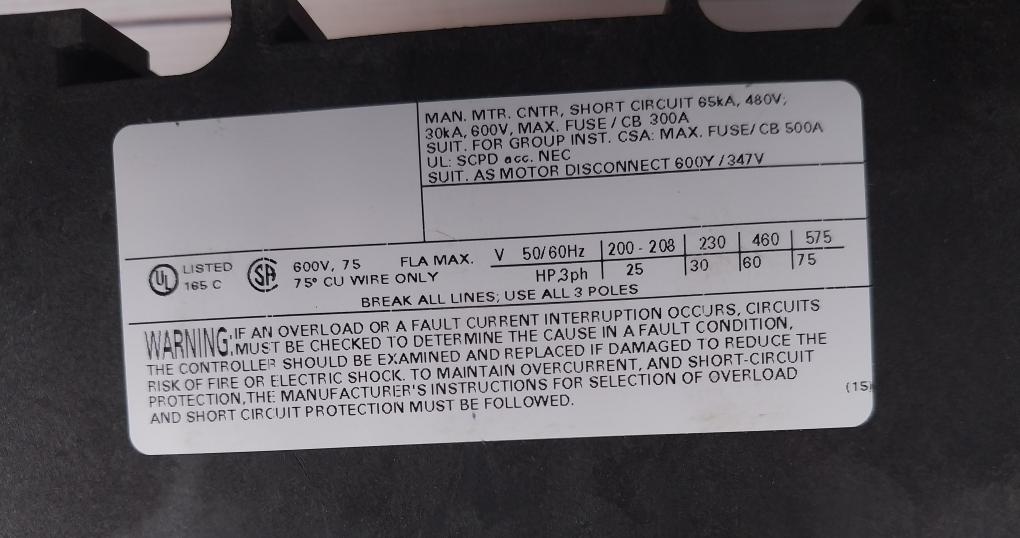 MAN. MTR. CNTR, SHORT CIRCUIT 65kA, 480V;
30kA, 600V, MAX. FUSE / CB 300A
SUIT. FOR GROUP INST. CSA: MAX. FUSE/ CB 500A
UL: SCPD acc. NEC
SUIT. AS MOTOR DISCONNECT 600Y / 347V
UL LISTED
165 C
SA
600V, 75 FLA MAX.
75° CU WIRE ONLY
V 50/60Hz 200 - 208 230 460 575
HP,3ph 25 30 60 75
BREAK ALL LINES; USE ALL 3 POLES
WARNING: IF AN OVERLOAD OR A FAULT CURRENT INTERRUPTION OCCURS, CIRCUITS
MUST BE CHECKED TO DETERMINE THE CAUSE IN A FAULT CONDITION,
THE CONTROLLER SHOULD BE EXAMINED AND REPLACED IF DAMAGED TO REDUCE THE
RISK OF FIRE OR ELECTRIC SHOCK. TO MAINTAIN OVERCURRENT, AND SHORT-CIRCUIT
PROTECTION, THE MANUFACTURER'S INSTRUCTIONS FOR SELECTION OF OVERLOAD
AND SHORT CIRCUIT PROTECTION MUST BE FOLLOWED.
(15)